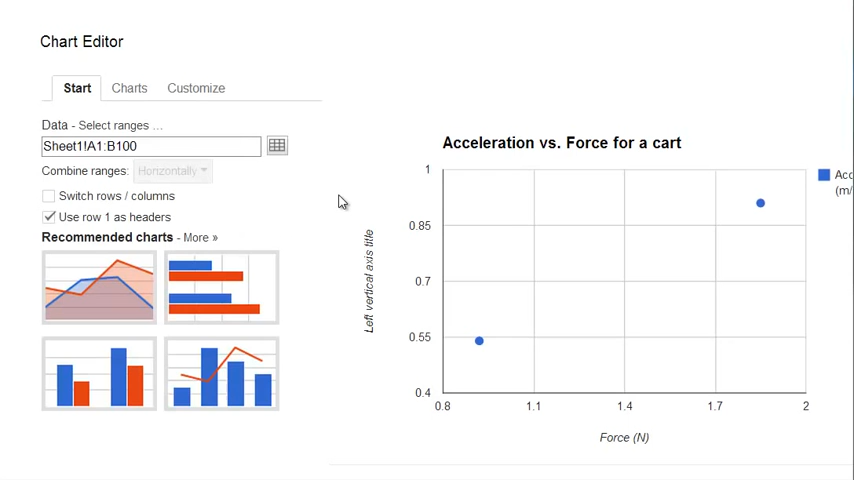 Chart Editor
Start Charts Customize
Data - Select ranges ...
Sheet1!A1:B100
Combine ranges: Horizontally
Switch rows / columns
Use row 1 as headers
Recommended charts - More »
Acceleration vs. Force for a cart
1
0.85
0.7
0.55
0.4
Left vertical axis title
0.8 1.1 1.4 1.7 2
Force (N)